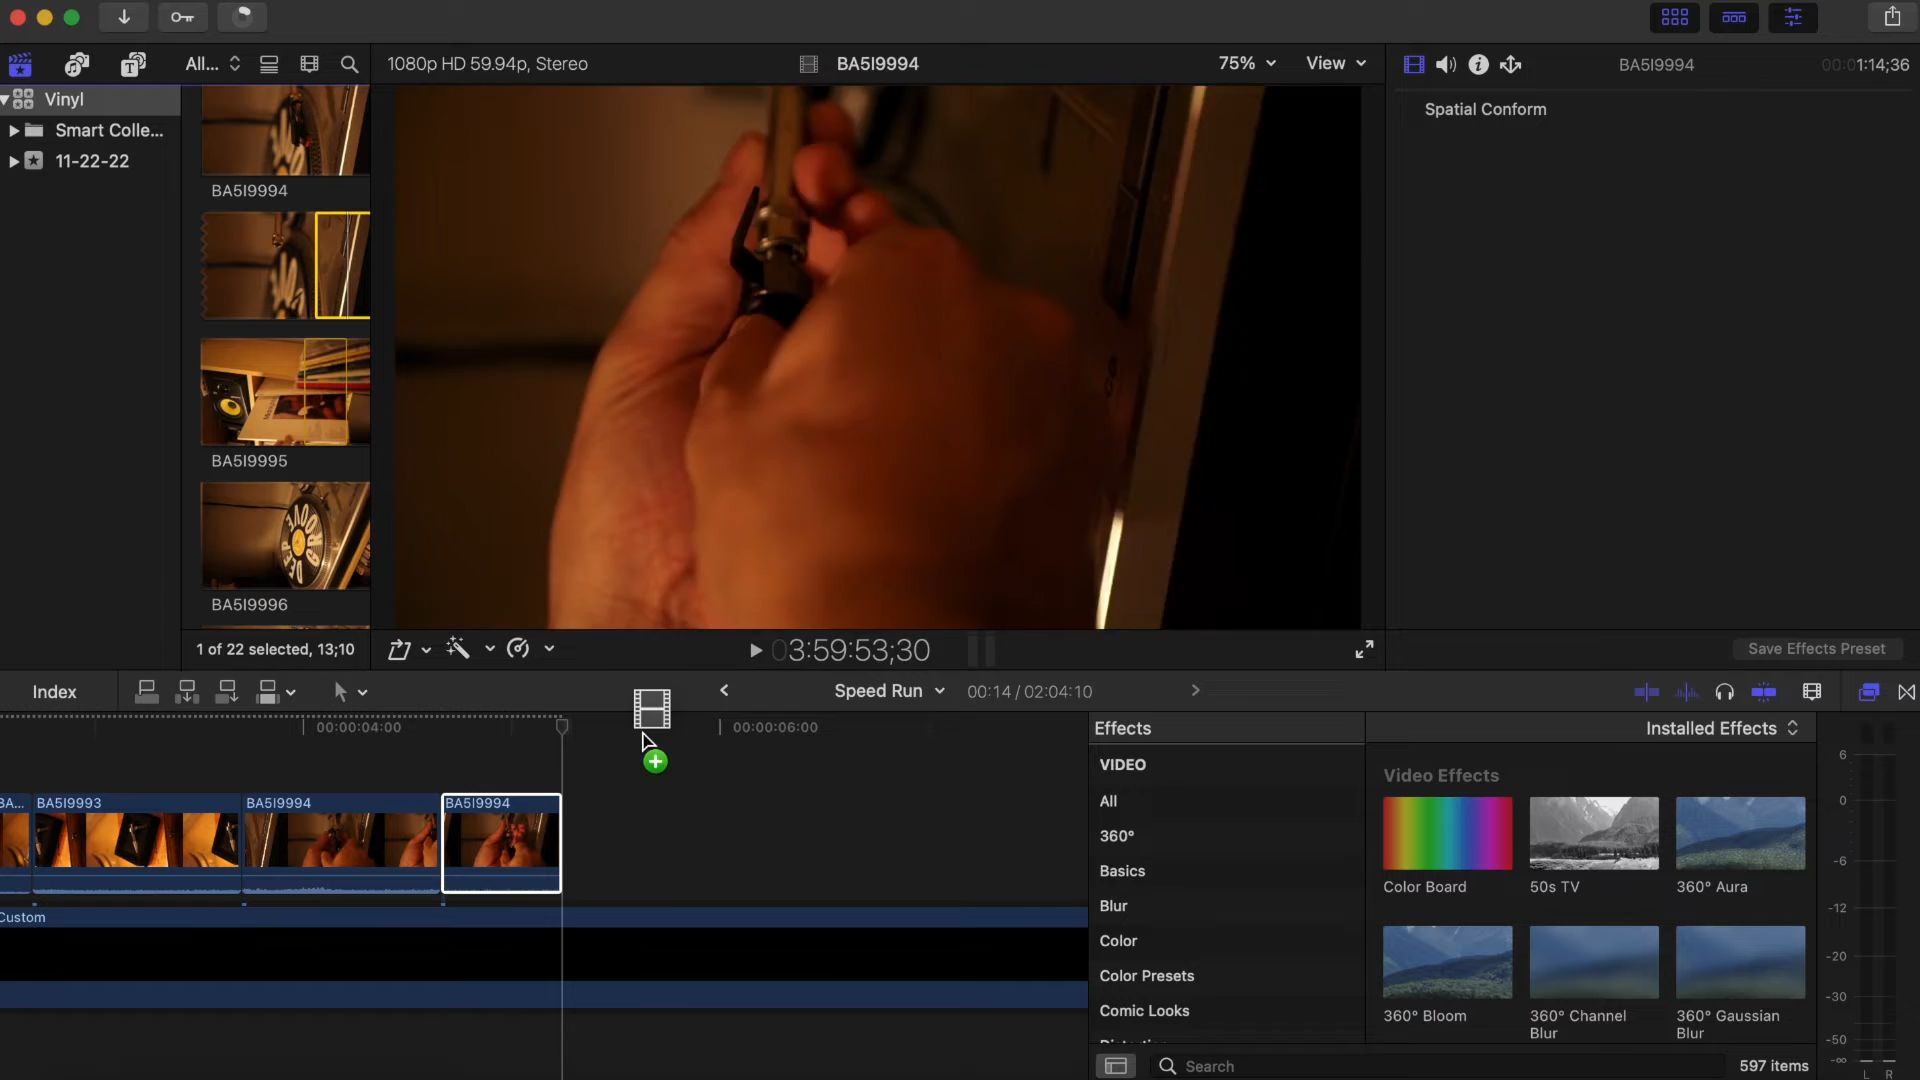 All...
1080p HD 59.94p, Stereo
BA5I9994
75%
View
BA5I9994
00:01:14;36
Vinyl
Smart Colle...
11-22-22
BA5I9994
BA5I9995
DEEP GROOVE
BA5I9996
Spatial Conform
1 of 22 selected, 13;10
03:59:53;30
Save Effects Preset
Index
Speed Run
00:14 / 02:04:10
00:00:04:00
00:00:06:00
BA...
BA5I9993
BA5I9994
BA5I9994
Custom
Effects
VIDEO
All
360°
Basics
Blur
Color
Color Presets
Comic Looks
Installed Effects
Video Effects
Color Board
50s TV
360° Aura
360° Bloom
360° Channel
Blur
360° Gaussian
Blur
Search
597 items
6
0
-6
-12
-20
-30
-50
-∞
L R